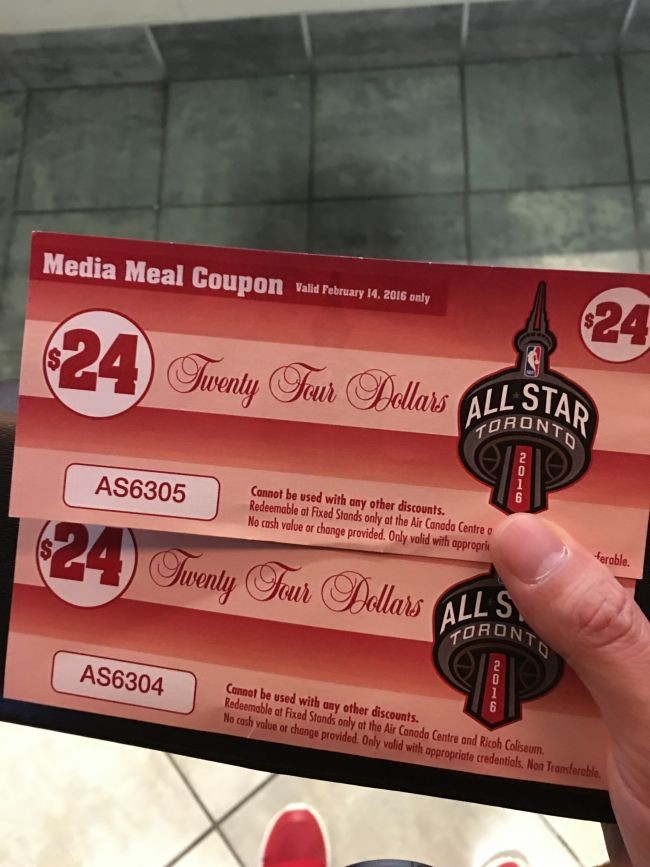 Media Meal Coupon Valid February 14, 2016 only
$24 Twenty Four Dollars $24
NBA
ALL STAR
TORONTO
2016
AS6305
Cannot be used with any other discounts.
Redeemable at Fixed Stands only at the Air Canada Centre
No cash value or change provided. Only valid with
$24 Twenty Four Dollars
ALL
TORONTO
2016
AS6304
Cannot be used with any other discounts.
Redeemable at Fixed Stands only at the Air Canada Centre and Ricoh Coliseum.
No cash value or change provided. Only valid with appropriate credentials. Non Transferable.